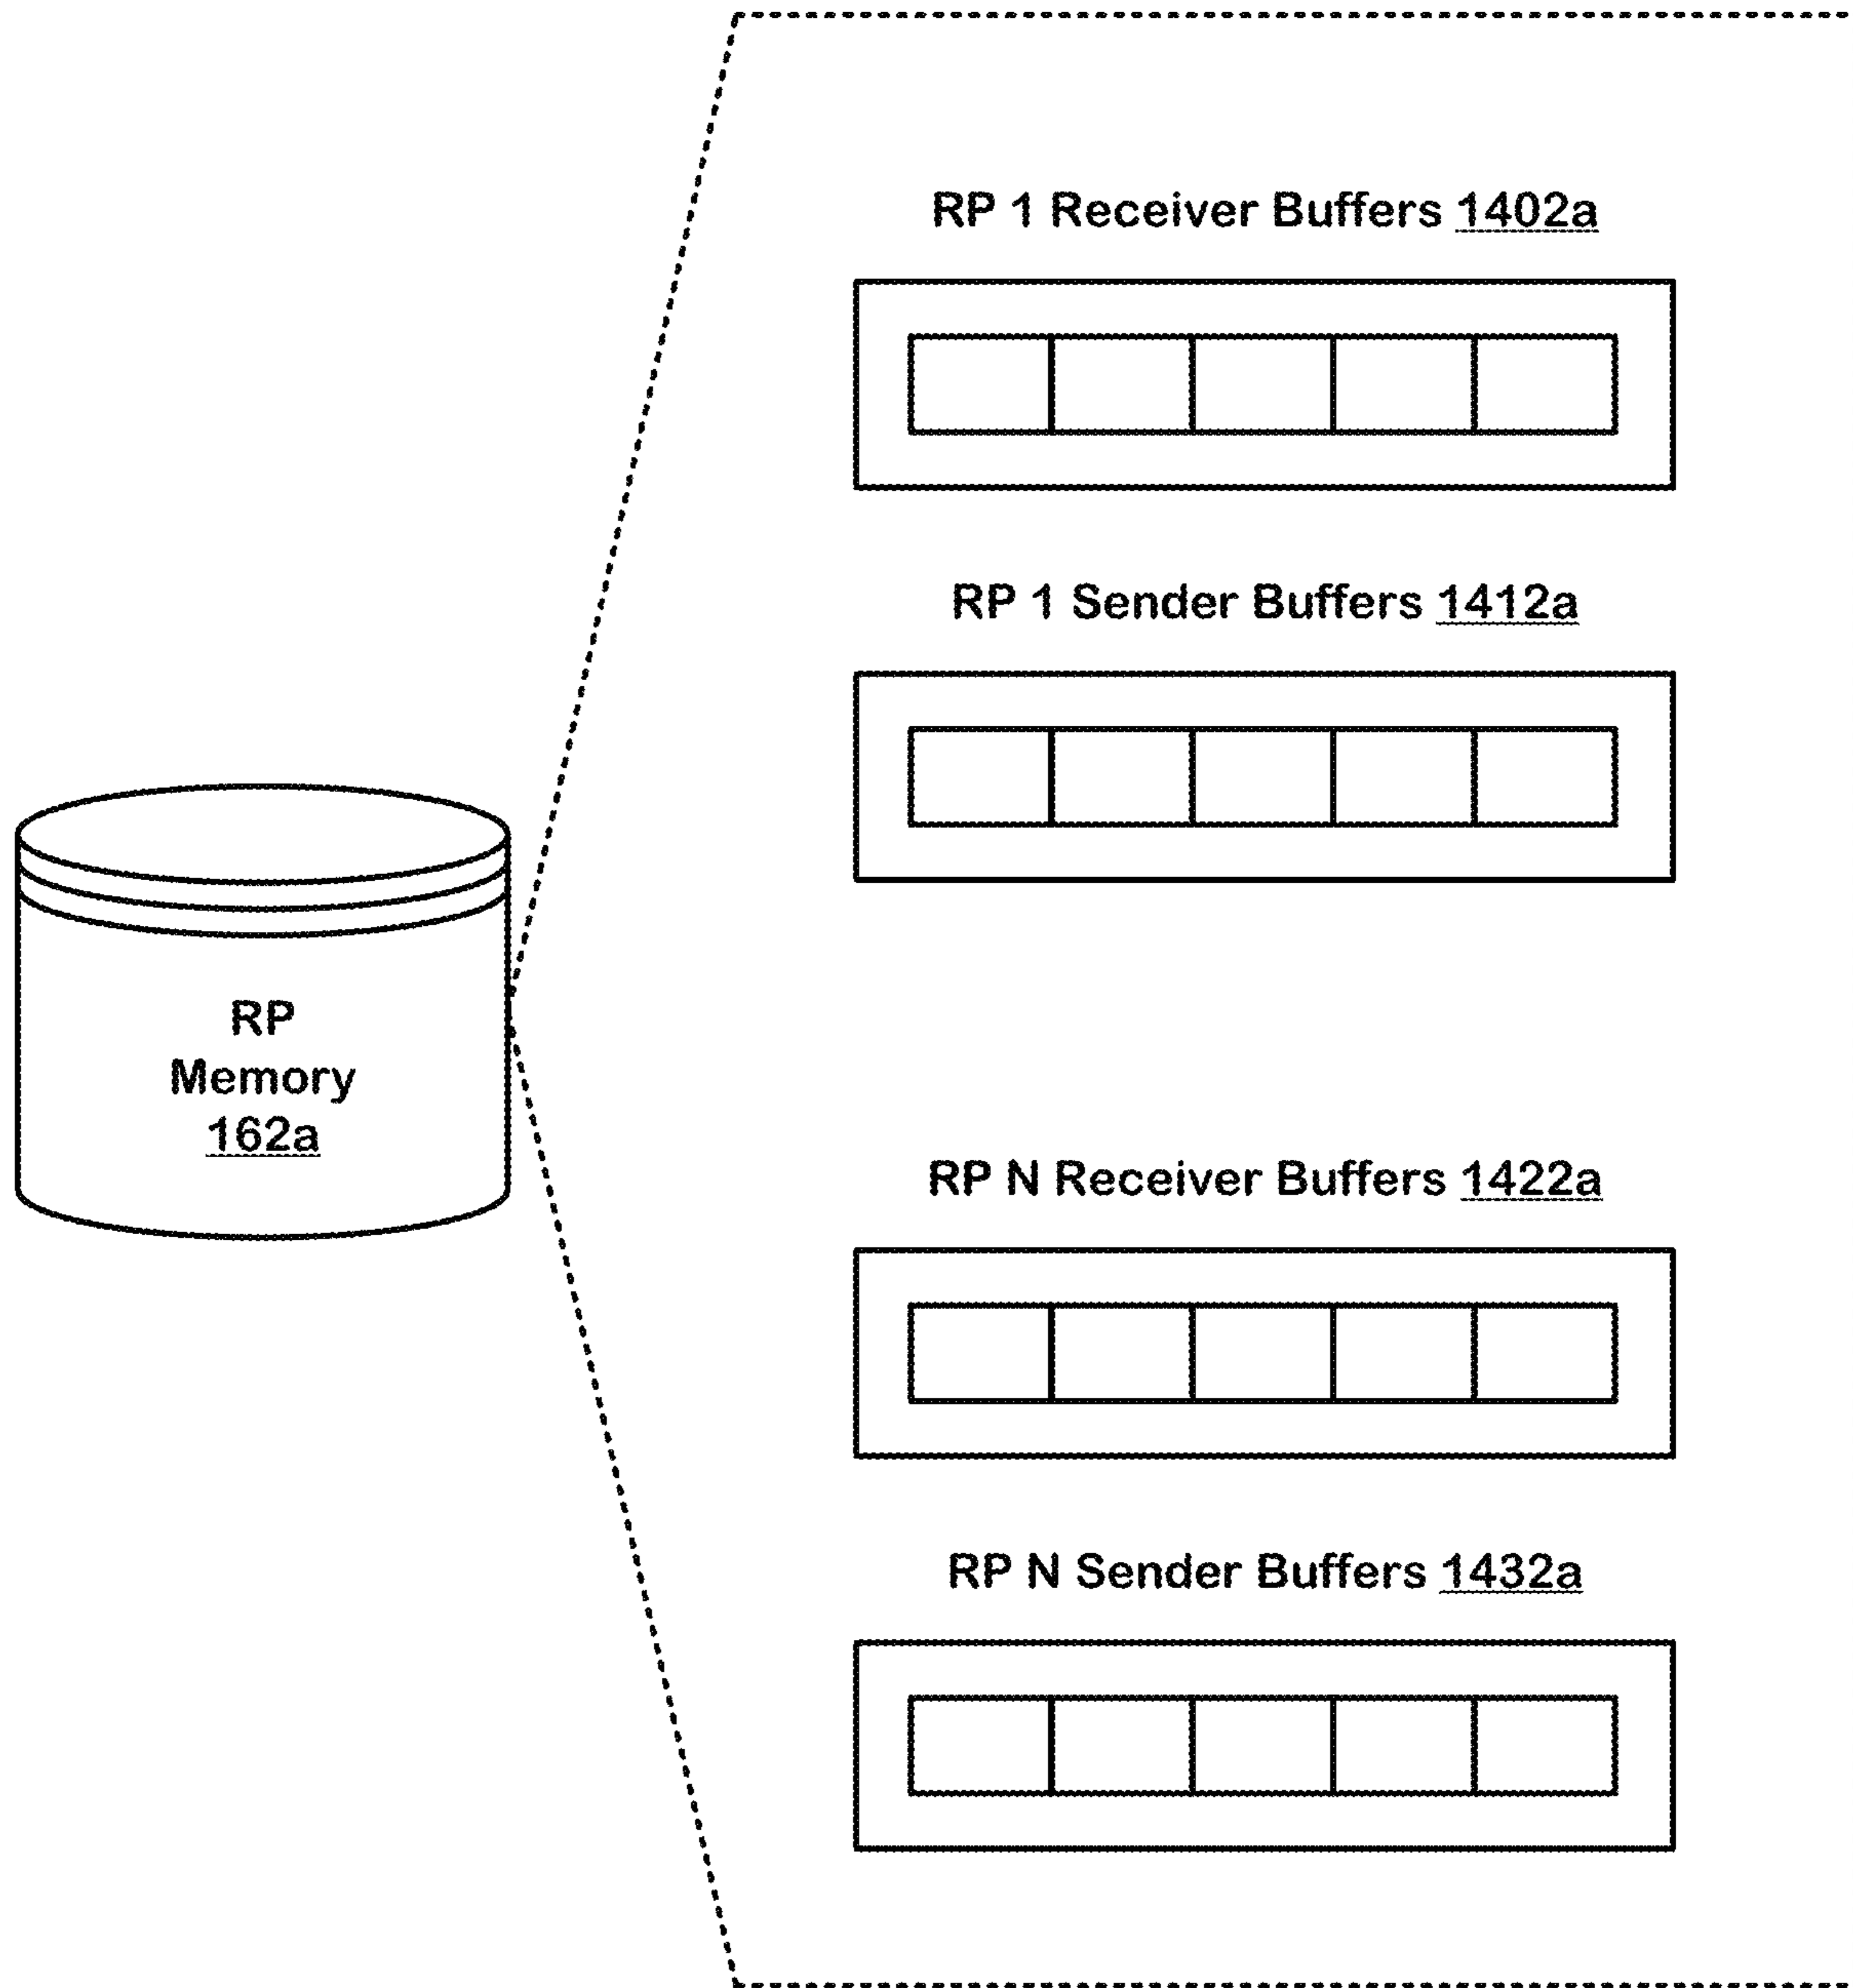 RP 1 Receiver Buffers 1402a
RP 1 Sender Buffers 1412a
RP
Memory
162a
RP N Receiver Buffers 1422a
RP N Sender Buffers 1432a